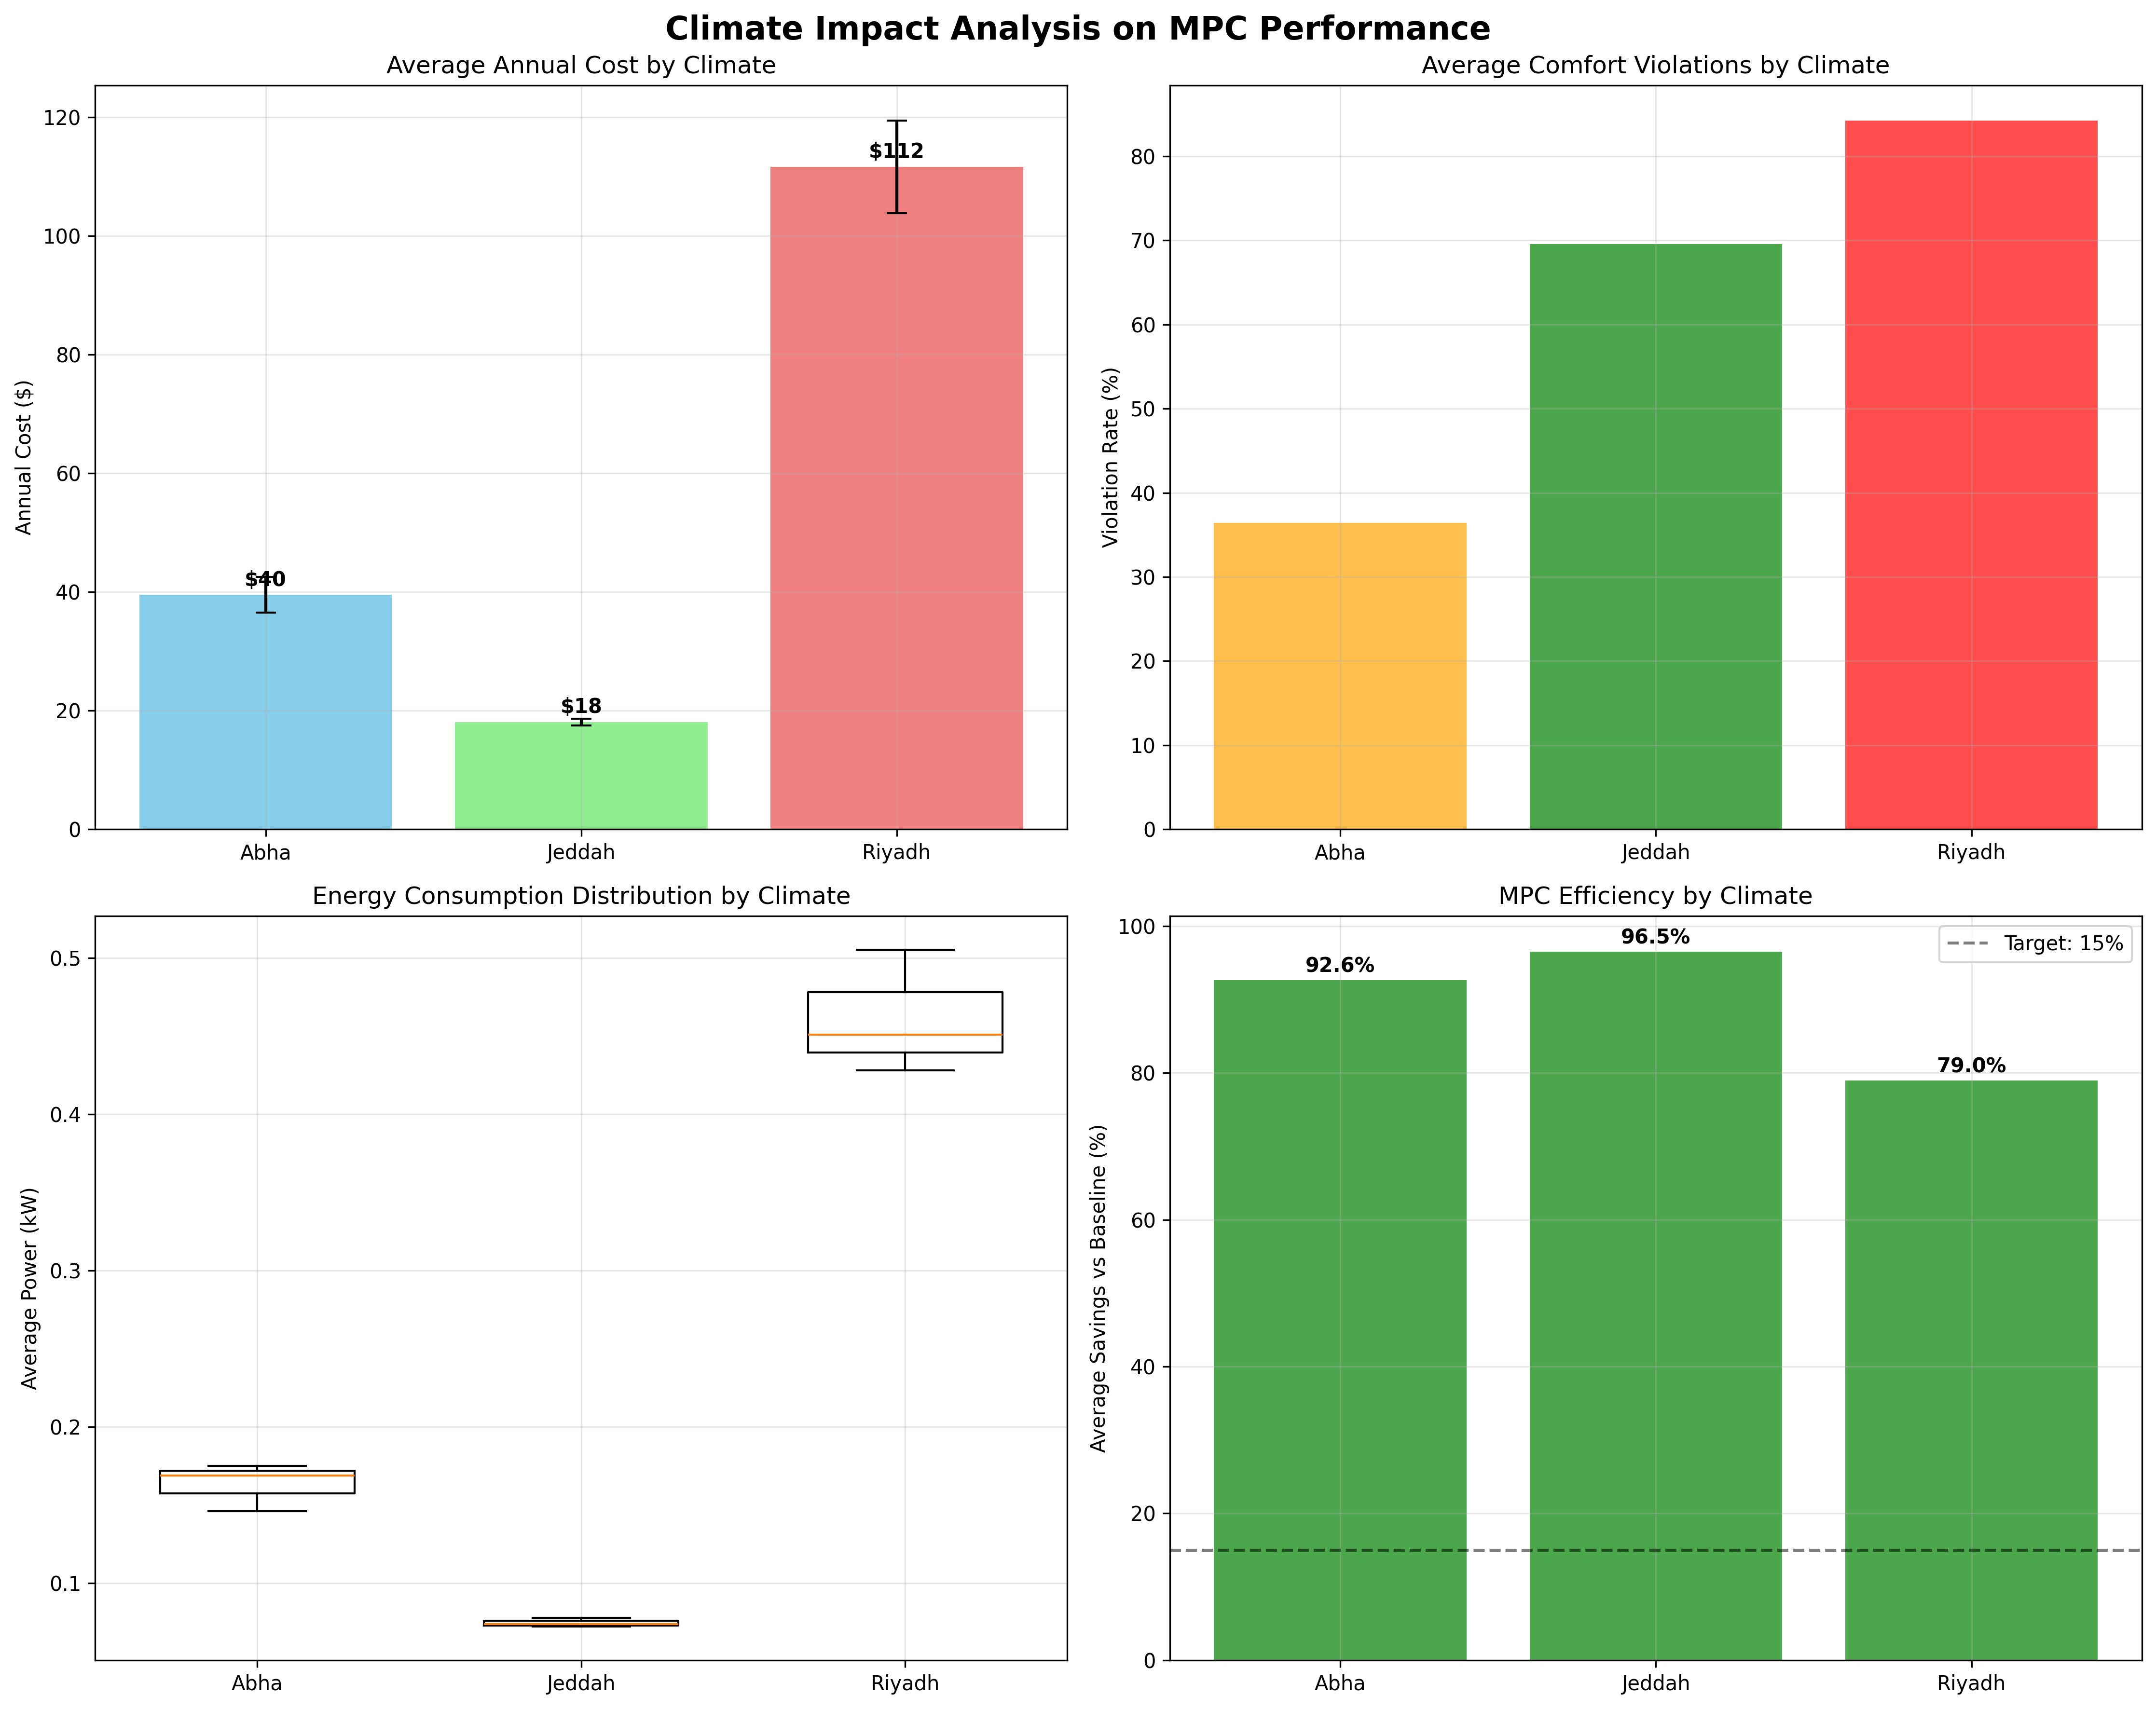 Climate Impact Analysis on MPC Performance
Average Annual Cost by Climate
Annual Cost ($)
120
100
80
60
40
20
0
$40
$18
$112
Abha
Jeddah
Riyadh
Average Comfort Violations by Climate
Violation Rate (%)
80
70
60
50
40
30
20
10
0
Abha
Jeddah
Riyadh
Energy Consumption Distribution by Climate
Average Power (kW)
0.5
0.4
0.3
0.2
0.1
Abha
Jeddah
Riyadh
MPC Efficiency by Climate
Average Savings vs Baseline (%)
100
80
60
40
20
0
92.6%
96.5%
79.0%
Target: 15%
Abha
Jeddah
Riyadh